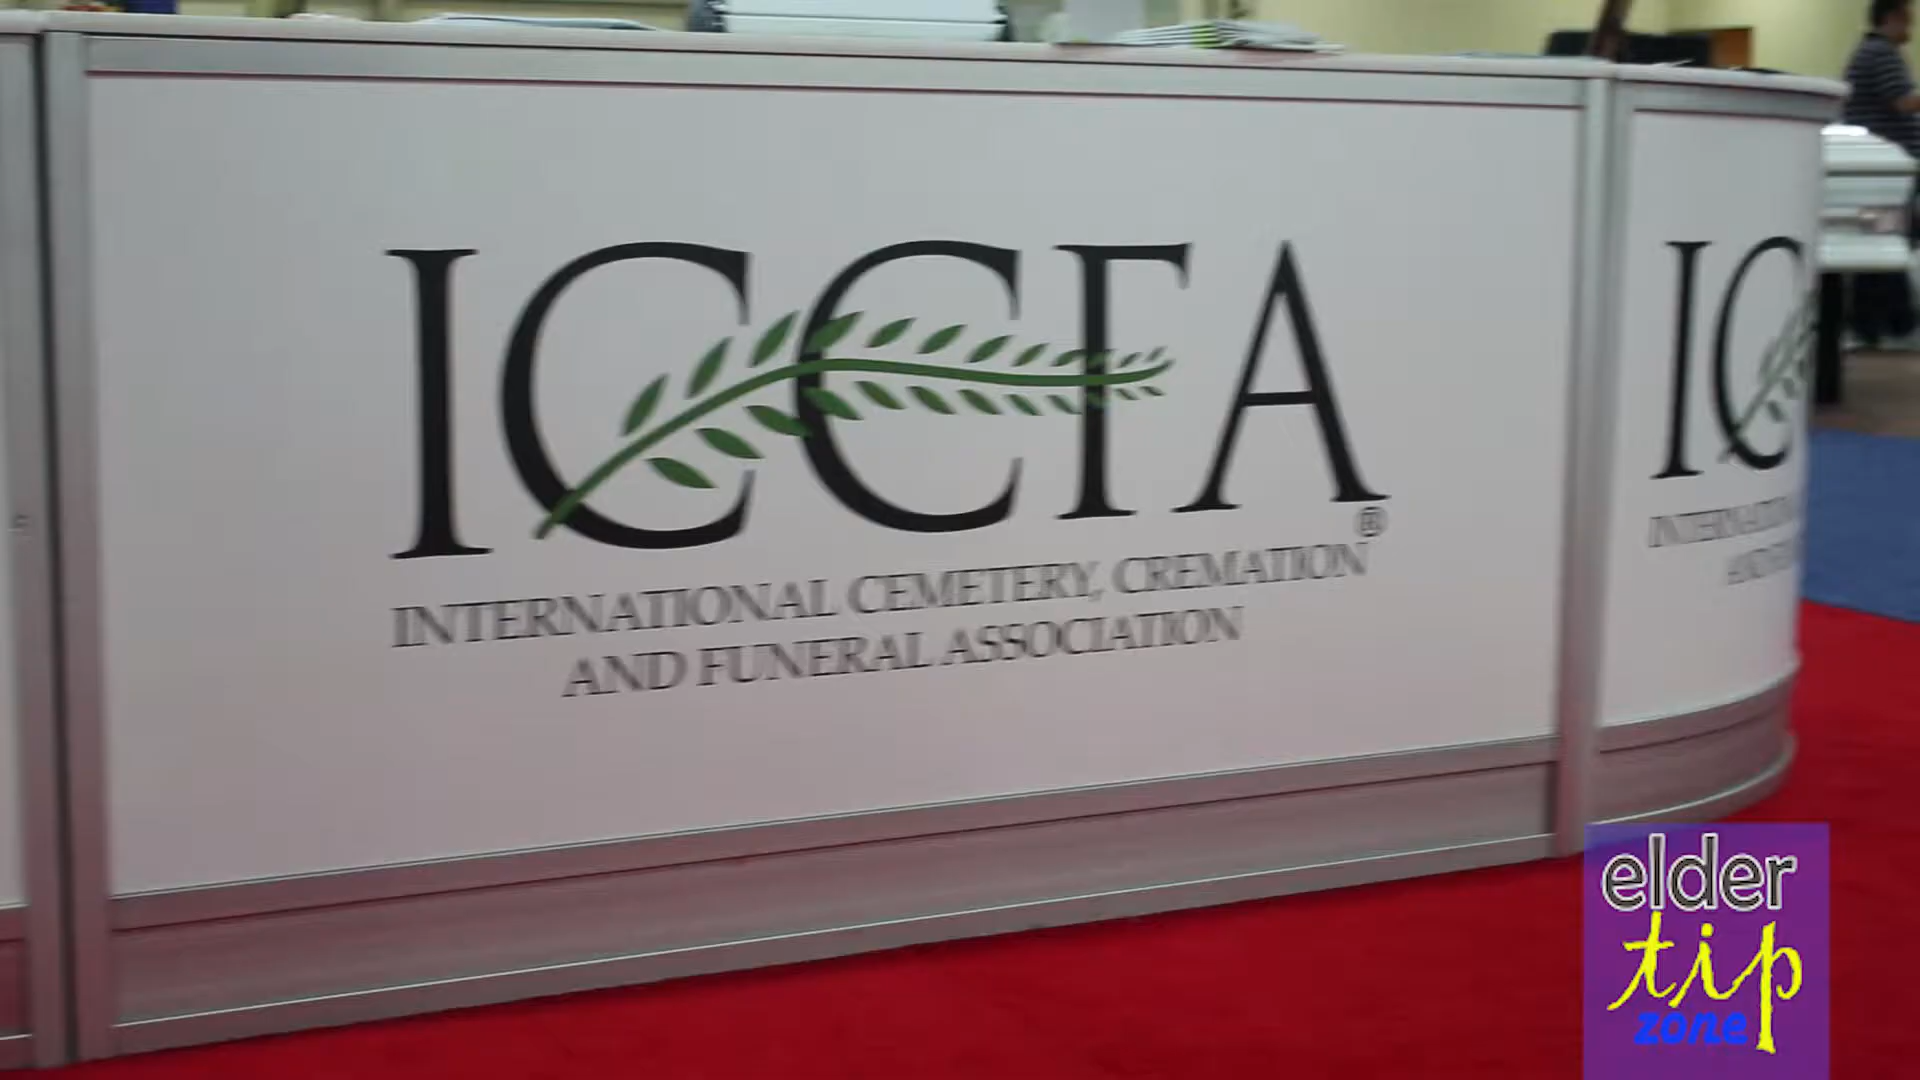 ICCFA®
INTERNATIONAL CEMETERY, CREMATION
AND FUNERAL ASSOCIATION
elder
tip
zone